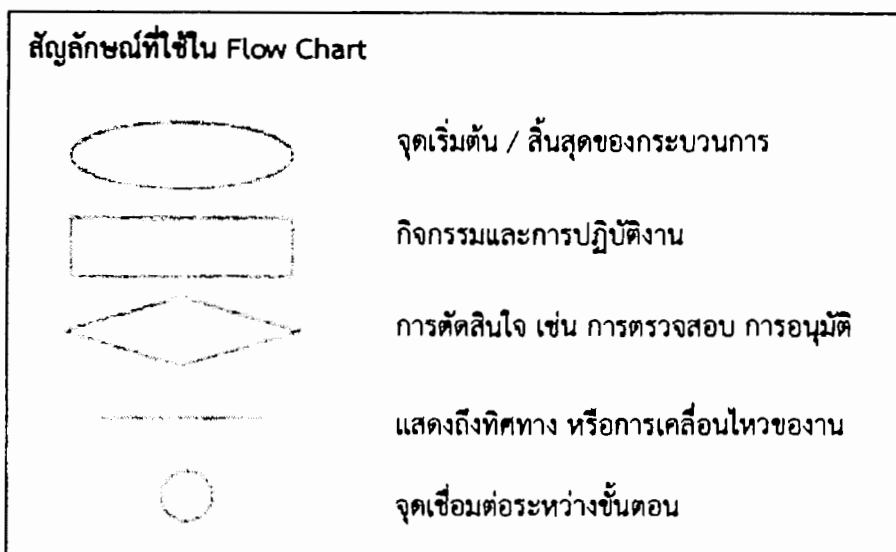 สัญลักษณ์ที่ใช้ใน Flow Chart
จุดเริ่มต้น / สิ้นสุดของกระบวนการ
กิจกรรมและการปฏิบัติงาน
การตัดสินใจ เช่น การตรวจสอบ การอนุมัติ
แสดงถึงทิศทาง หรือการเคลื่อนไหวของงาน
จุดเชื่อมต่อระหว่างขั้นตอน